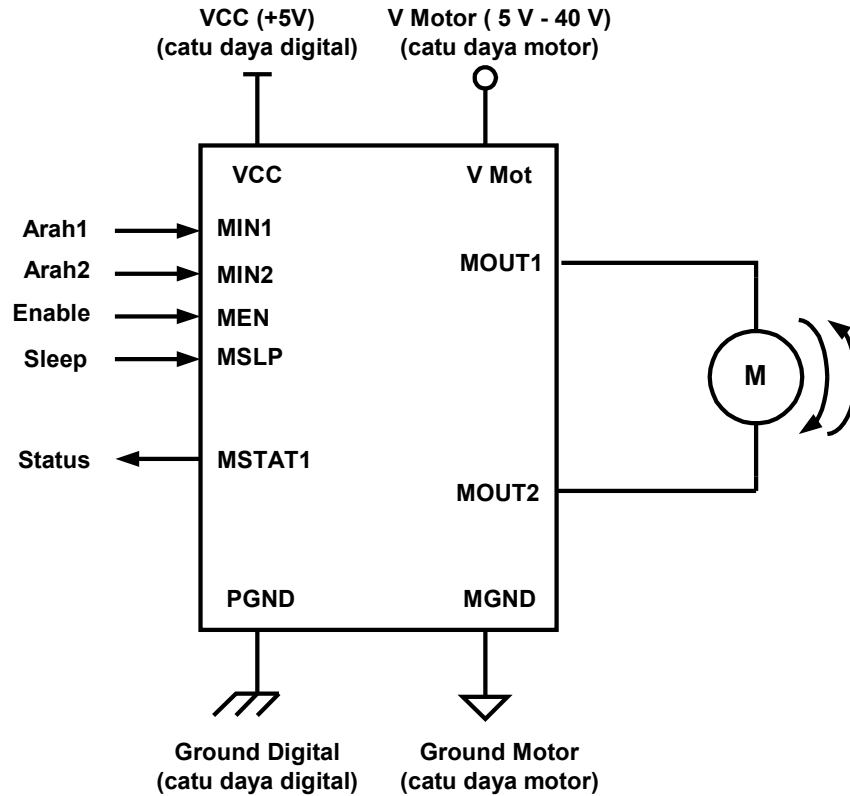 VCC (+5V)
(catu daya digital)
V Motor ( 5 V - 40 V)
(catu daya motor)
VCC
V Mot
Arah1
MIN1
Arah2
MIN2
Enable
MEN
Sleep
MSLP
MOUT1
M
Status
MSTAT1
MOUT2
PGND
MGND
Ground Digital
(catu daya digital)
Ground Motor
(catu daya motor)